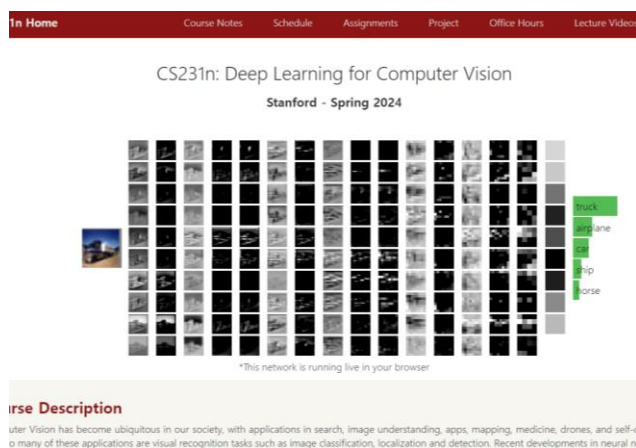 1n Home Course Notes Schedule Assignments Project Office Hours Lecture Videos
CS231n: Deep Learning for Computer Vision
Stanford - Spring 2024
truck
airplane
car
ship
horse
*This network is running live in your browser
urse Description
uter Vision has become ubiquitous in our society, with applications in search, image understanding, apps, mapping, medicine, drones, and self-
o many of these applications are visual recognition tasks such as image classification, localization and detection. Recent developments in neural